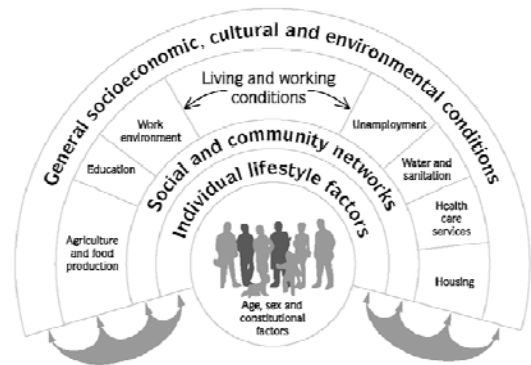 General socioeconomic, cultural and environmental conditions
Living and working
conditions
Work
environment
Unemployment
Education
Water and
sanitation
Social and community networks
Individual lifestyle factors
Agriculture
and food
production
Health
care
services
Housing
Age, sex and
constitutional
factors